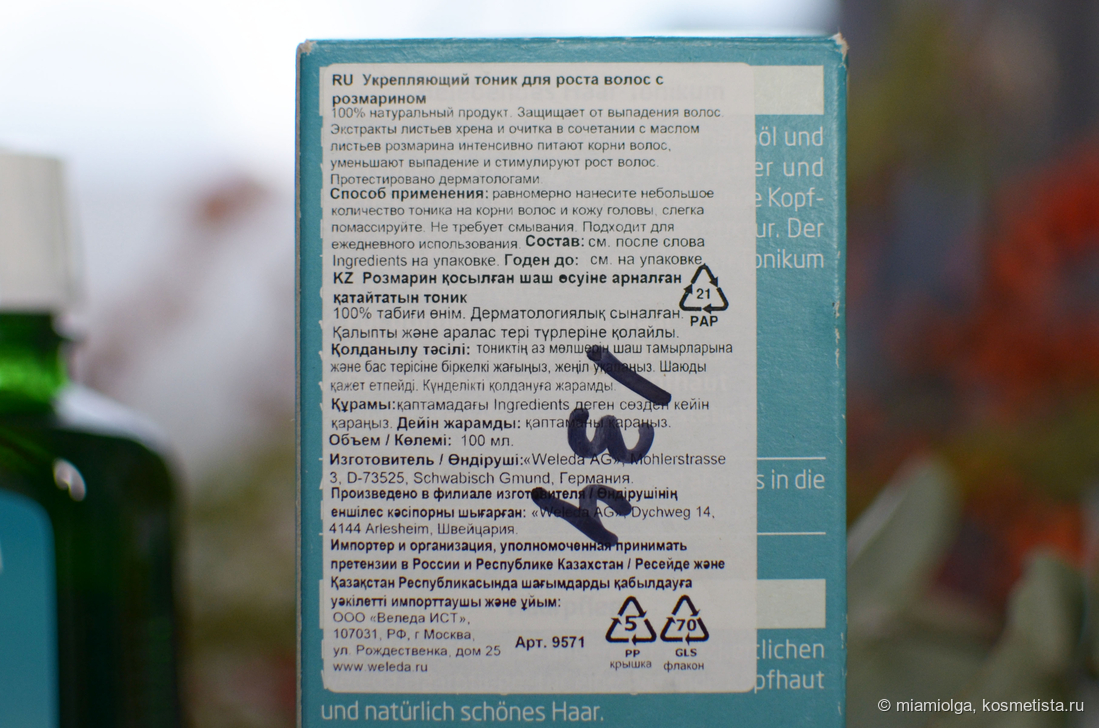 RU Укрепляющий тоник для роста волос с
розмарином
100% натуральный продукт. Защищает от выпадения волос.
Экстракты листьев хрена и очитка в сочетании с маслом
листьев розмарина интенсивно питают корни волос,
уменьшают выпадение и стимулируют рост волос.
Протестировано дерматологами.
Способ применения: равномерно нанесите небольшое
количество тоника на корни волос и кожу головы, слегка
помассируйте. Не требует смывания. Подходит для
ежедневного использования. Состав: см. после слова
Ingredients на упаковке. Годен до: см. на упаковке.
KZ Розмарин қосылған шаш өсуіне арналған
қатайтатын тоник
100% табиғи өнім. Дерматологиялық сыналған.
Қалыпты және аралас тері түрлеріне қолайлы.
Қолданылу тәсілі: тониктің аз мөлшерін шаш тамырларына
және бас терісіне біркелкі жағыңыз, жеңіл уқалаңыз. Шаюды
қажет етпейді. Күнделікті қолдануға жарамды.
Құрамы:қаптамадағы Ingredients деген сөзден кейін
қараңыз. Дейін жарамды: қаптаманы қараңыз.
Объем / Көлемі: 100 мл.
Изготовитель / Өндіруші:«Weleda AG», Mohlerstrasse
3, D-73525, Schwabisch Gmund, Германия.
Произведено в филиале изготовителя / Өндірушінің
еншілес кәсіпорны шығарған: «Weleda AG», Dychweg 14,
4144 Arlesheim, Швейцария.
Импортер и организация, уполномоченная принимать
претензии в России и Республике Казахстан / Ресейде және
Қазақстан Республикасында шағымдарды қабылдауға
уәкілетті импорттаушы және ұйым:
ООО «Веледа ИСТ»,
107031, РФ, г Москва,
ул. Рождественка, дом 25
www.weleda.ru
Арт. 9571
21
PAP
5
PP
крышка
70
GLS
флакон
öl und
er und
e Kopf-
ur. Der
onikum
s in die
tlichen
pfhaut
und natürlich schönes Haar.
© miamiolga, kosmetista.ru